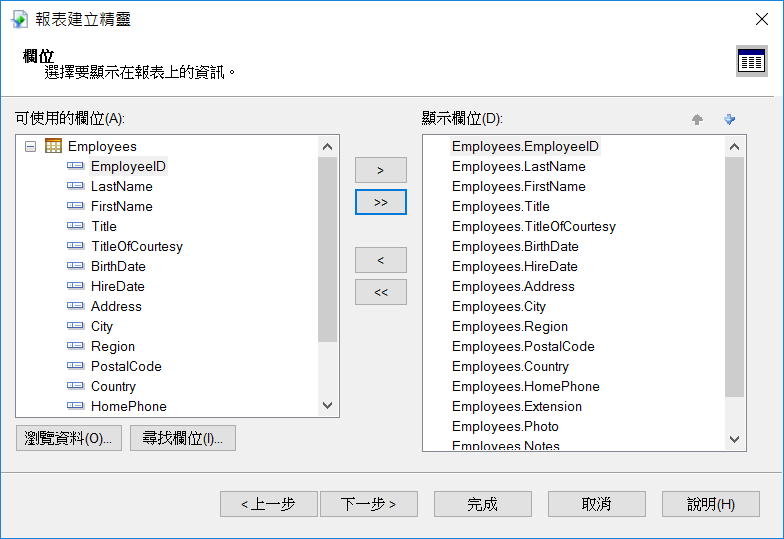 報表建立精靈
欄位
選擇要顯示在報表上的資訊。
可使用的欄位(A):
Employees
EmployeeID
LastName
FirstName
Title
TitleOfCourtesy
BirthDate
HireDate
Address
City
Region
PostalCode
Country
HomePhone
瀏覽資料(O)...
尋找欄位(I)...
>
>>
<
<<
顯示欄位(D):
Employees.EmployeeID
Employees.LastName
Employees.FirstName
Employees.Title
Employees.TitleOfCourtesy
Employees.BirthDate
Employees.HireDate
Employees.Address
Employees.City
Employees.Region
Employees.PostalCode
Employees.Country
Employees.HomePhone
Employees.Extension
Employees.Photo
Employees.Notes
< 上一步
下一步 >
完成
取消
說明(H)